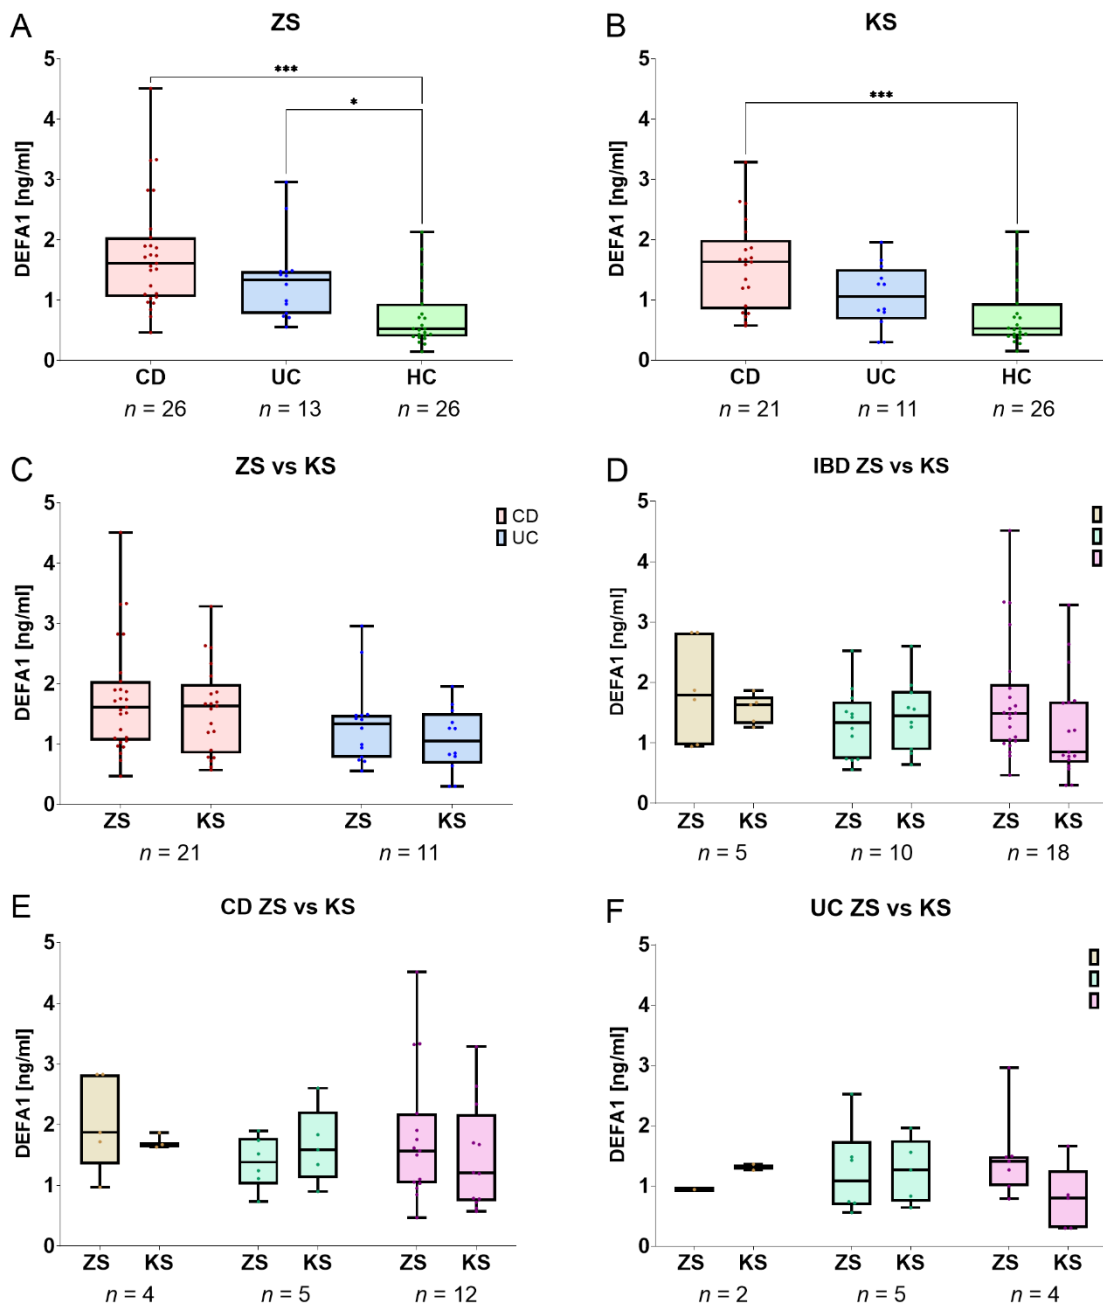 A
ZS
DEFA1 [ng/ml]
5
4
3
2
1
0
***
*
CD UC HC
n = 26 n = 13 n = 26
B
KS
DEFA1 [ng/ml]
5
4
3
2
1
0
***
CD UC HC
n = 21 n = 11 n = 26
C
ZS vs KS
DEFA1 [ng/ml]
5
4
3
2
1
0
CD
UC
ZS KS ZS KS
n = 21 n = 11
D
IBD ZS vs KS
DEFA1 [ng/ml]
5
4
3
2
1
0
ZS KS ZS KS ZS KS
n = 5 n = 10 n = 18
E
CD ZS vs KS
DEFA1 [ng/ml]
5
4
3
2
1
0
ZS KS ZS KS ZS KS
n = 4 n = 5 n = 12
F
UC ZS vs KS
DEFA1 [ng/ml]
5
4
3
2
1
0
ZS KS ZS KS ZS KS
n = 2 n = 5 n = 4